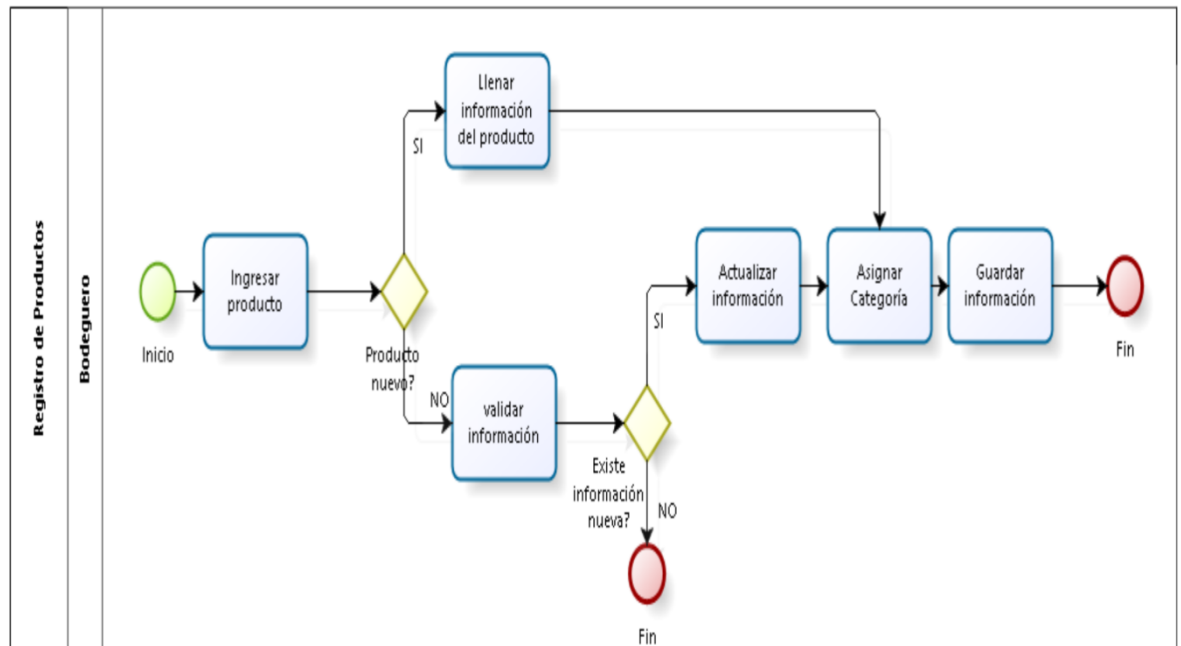 Registro de Productos
Bodeguero
Inicio
Ingresar
producto
Producto
nuevo?
SI
Llenar
información
del producto
NO
validar
información
Existe
información
nueva?
SI
Actualizar
información
Asignar
Categoría
Guardar
información
Fin
NO
Fin